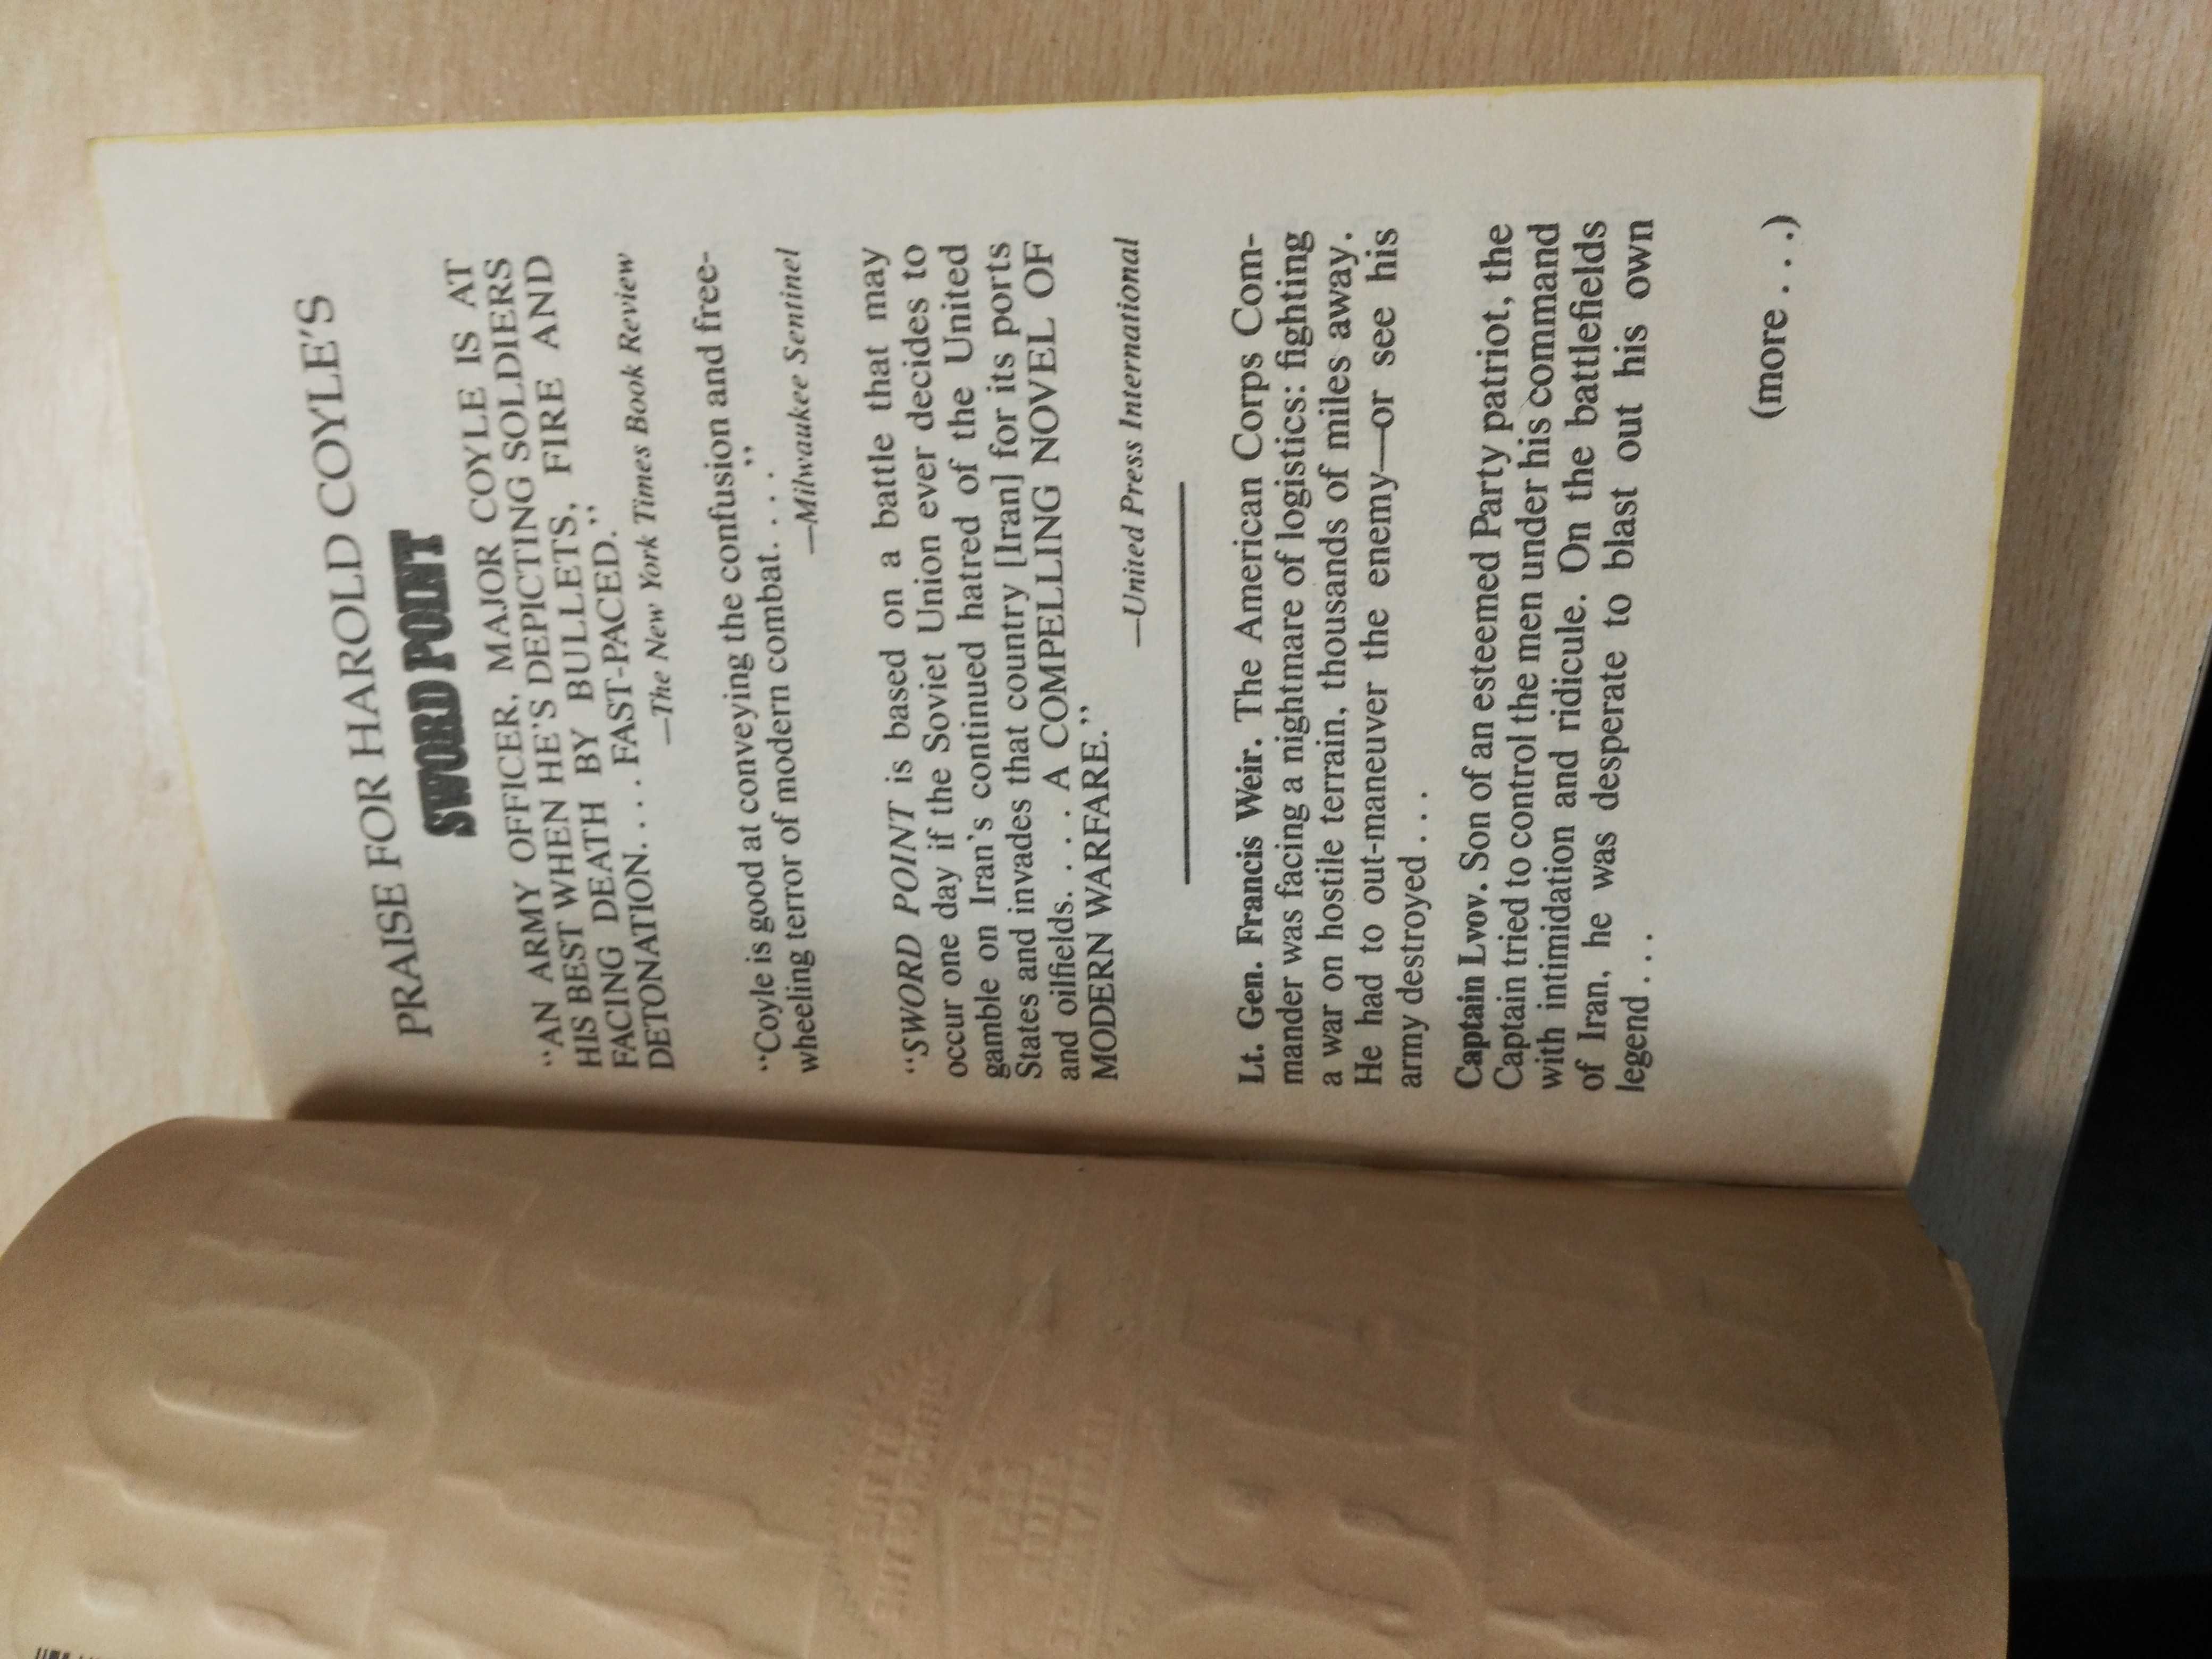 PRAISE FOR HAROLD COYLE'S
SWORD POINT
"AN ARMY OFFICER, MAJOR COYLE IS AT
HIS BEST WHEN HE'S DEPICTING SOLDIERS
FACING DEATH BY BULLETS, FIRE AND
DETONATION. . . . FAST-PACED."
—The New York Times Book Review
"Coyle is good at conveying the confusion and free-
wheeling terror of modern combat. . . ."
—Milwaukee Sentinel
"SWORD POINT is based on a battle that may
occur one day if the Soviet Union ever decides to
gamble on Iran's continued hatred of the United
States and invades that country [Iran] for its ports
and oilfields. . . . A COMPELLING NOVEL OF
MODERN WARFARE."
—United Press International
Lt. Gen. Francis Weir. The American Corps Com-
mander was facing a nightmare of logistics: fighting
a war on hostile terrain, thousands of miles away.
He had to out-maneuver the enemy—or see his
army destroyed . . .
Captain Lvov. Son of an esteemed Party patriot, the
Captain tried to control the men under his command
with intimidation and ridicule. On the battlefields
of Iran, he was desperate to blast out his own
legend . . .
(more . . .)